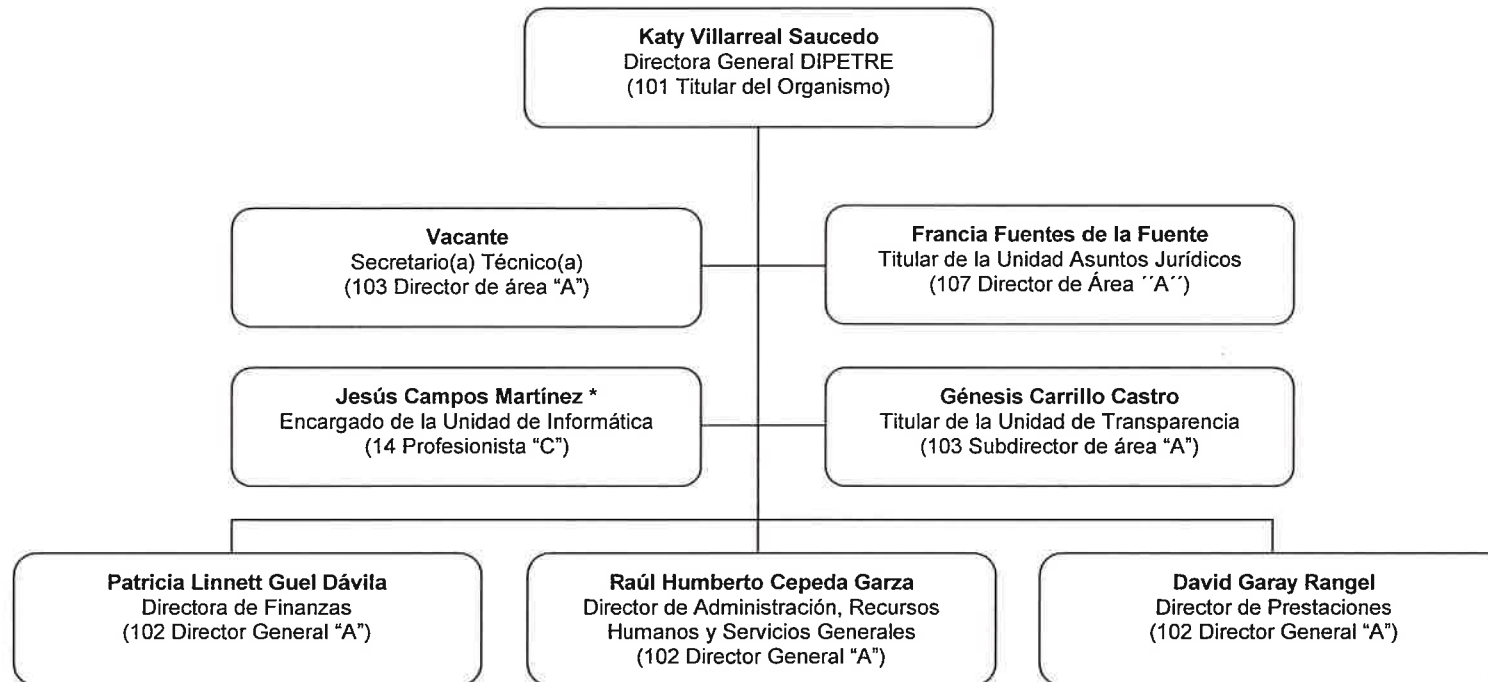 Katy Villarreal Saucedo
Directora General DIPETRE
(101 Titular del Organismo)
Vacante
Secretario(a) Técnico(a)
(103 Director de área “A”)
Francia Fuentes de la Fuente
Titular de la Unidad Asuntos Jurídicos
(107 Director de Área ´´A´´)
Jesús Campos Martínez *
Encargado de la Unidad de Informática
(14 Profesionista “C”)
Génesis Carrillo Castro
Titular de la Unidad de Transparencia
(103 Subdirector de área “A”)
Patricia Linnett Guel Dávila
Directora de Finanzas
(102 Director General “A”)
Raúl Humberto Cepeda Garza
Director de Administración, Recursos
Humanos y Servicios Generales
(102 Director General “A”)
David Garay Rangel
Director de Prestaciones
(102 Director General “A”)